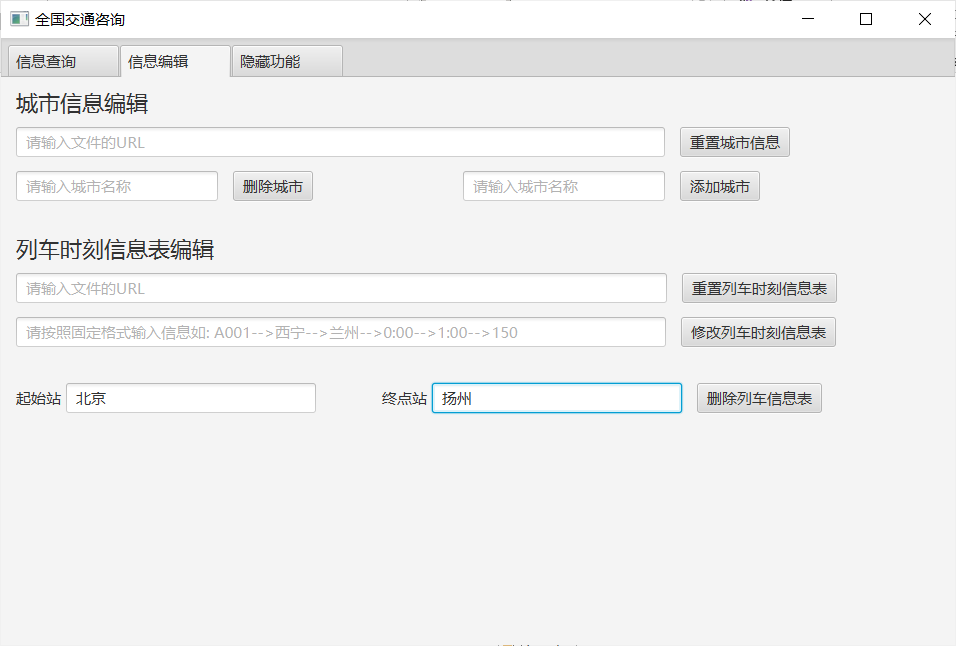 全国交通咨询
信息查询 信息编辑 隐藏功能
城市信息编辑
请输入文件的URL 重置城市信息
请输入城市名称 删除城市 请输入城市名称 添加城市
列车时刻信息表编辑
请输入文件的URL 重置列车时刻信息表
请按照固定格式输入信息如: A001-->西宁-->兰州-->0:00-->1:00-->150 修改列车时刻信息表
起始站 北京 终点站 扬州 删除列车信息表